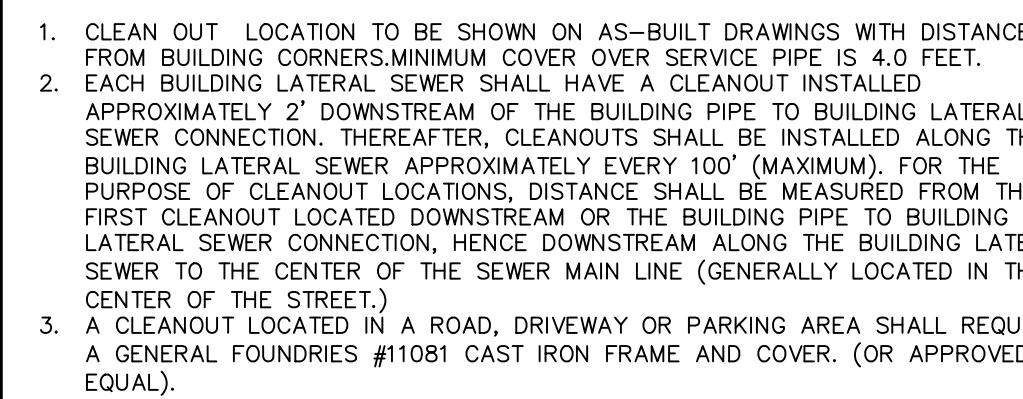 1. CLEAN OUT LOCATION TO BE SHOWN ON AS-BUILT DRAWINGS WITH DISTANCE
FROM BUILDING CORNERS.MINIMUM COVER OVER SERVICE PIPE IS 4.0 FEET.
2. EACH BUILDING LATERAL SEWER SHALL HAVE A CLEANOUT INSTALLED
APPROXIMATELY 2' DOWNSTREAM OF THE BUILDING PIPE TO BUILDING LATERAL
SEWER CONNECTION. THEREAFTER, CLEANOUTS SHALL BE INSTALLED ALONG TH
BUILDING LATERAL SEWER APPROXIMATELY EVERY 100' (MAXIMUM). FOR THE
PURPOSE OF CLEANOUT LOCATIONS, DISTANCE SHALL BE MEASURED FROM TH
FIRST CLEANOUT LOCATED DOWNSTREAM OR THE BUILDING PIPE TO BUILDING
LATERAL SEWER CONNECTION, HENCE DOWNSTREAM ALONG THE BUILDING LATE
SEWER TO THE CENTER OF THE SEWER MAIN LINE (GENERALLY LOCATED IN TH
CENTER OF THE STREET.)
3. A CLEANOUT LOCATED IN A ROAD, DRIVEWAY OR PARKING AREA SHALL REQU
A GENERAL FOUNDRIES #11081 CAST IRON FRAME AND COVER. (OR APPROVED
EQUAL).